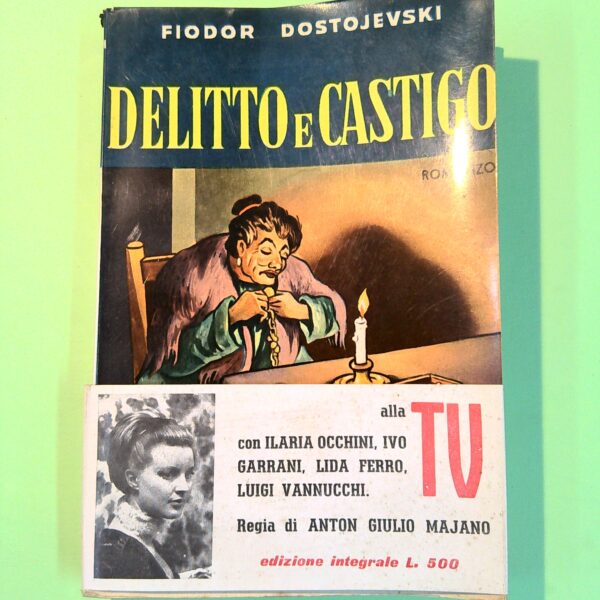 FIODOR DOSTOJEVSKI
DELITTO E CASTIGO
ROMANZO
alla TV
con ILARIA OCCHINI, IVO
GARRANI, LIDA FERRO,
LUIGI VANNUCCHI.
Regia di ANTON GIULIO MAJANO
edizione integrale L. 500